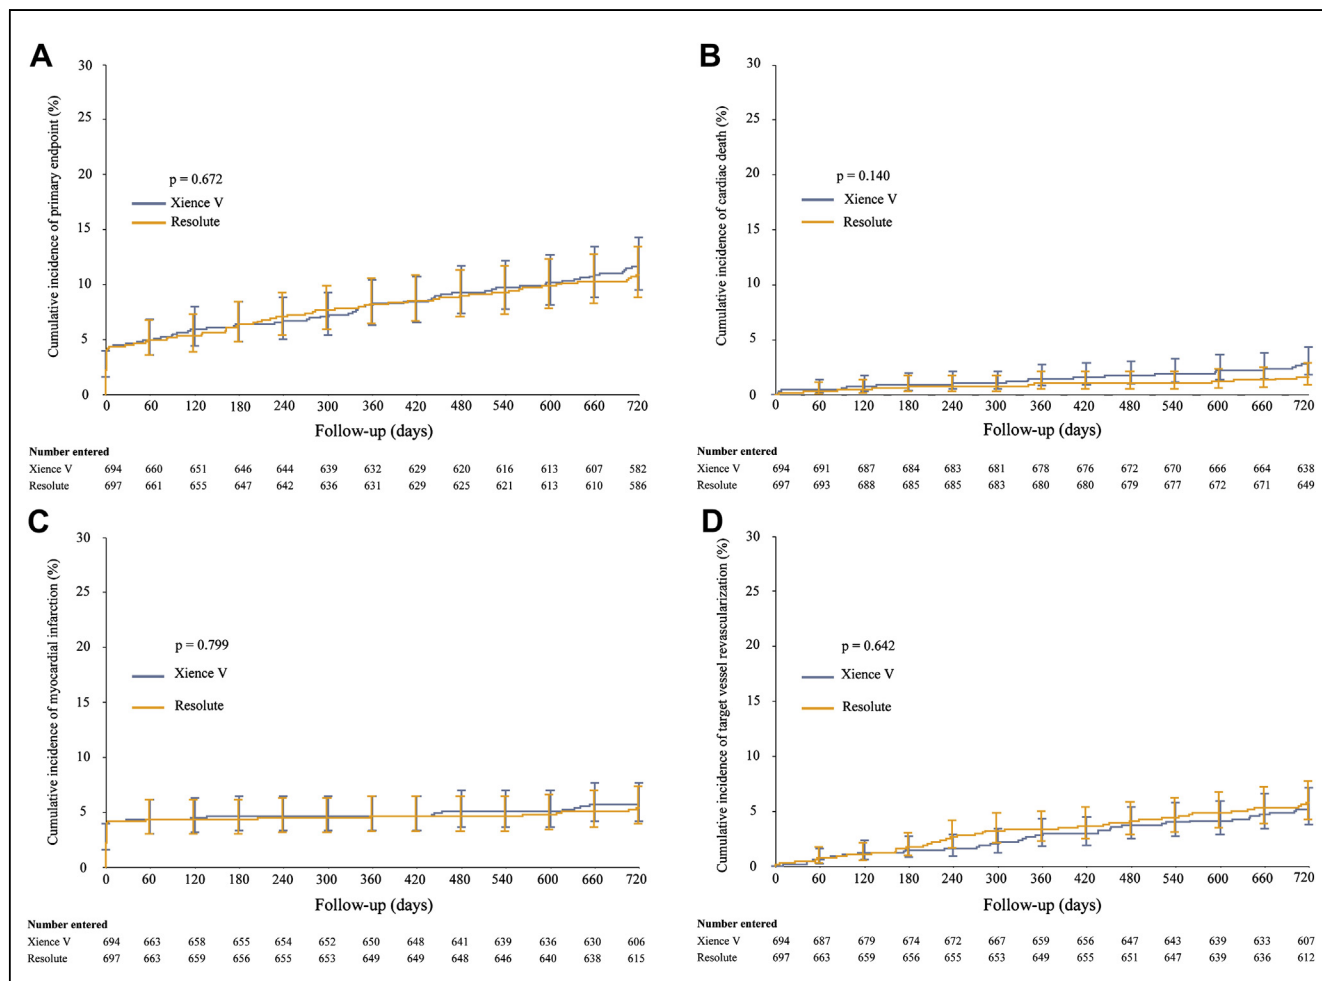 A
Cumulative incidence of primary endpoint (%)
30
25
20
15
10
5
0
p = 0.672
Xience V
Resolute
0 60 120 180 240 300 360 420 480 540 600 660 720
Follow-up (days)
Number entered
Xience V 694 660 651 646 644 639 632 629 620 616 613 607 582
Resolute 697 661 655 647 642 636 631 629 625 621 613 610 586
B
Cumulative incidence of cardiac death (%)
30
25
20
15
10
5
0
p = 0.140
Xience V
Resolute
0 60 120 180 240 300 360 420 480 540 600 660 720
Follow-up (days)
Number entered
Xience V 694 691 687 684 683 681 678 676 672 670 666 664 638
Resolute 697 693 688 685 685 683 680 680 679 677 672 671 649
C
Cumulative incidence of myocardial infarction (%)
30
25
20
15
10
5
0
p = 0.799
Xience V
Resolute
0 60 120 180 240 300 360 420 480 540 600 660 720
Follow-up (days)
Number entered
Xience V 694 663 658 655 654 652 650 648 641 639 636 630 606
Resolute 697 663 659 656 655 653 649 649 648 646 640 638 615
D
Cumulative incidence of target vessel revascularization (%)
30
25
20
15
10
5
0
p = 0.642
Xience V
Resolute
0 60 120 180 240 300 360 420 480 540 600 660 720
Follow-up (days)
Number entered
Xience V 694 687 679 674 672 667 659 656 647 643 639 633 607
Resolute 697 663 659 656 655 653 649 655 651 647 639 636 612